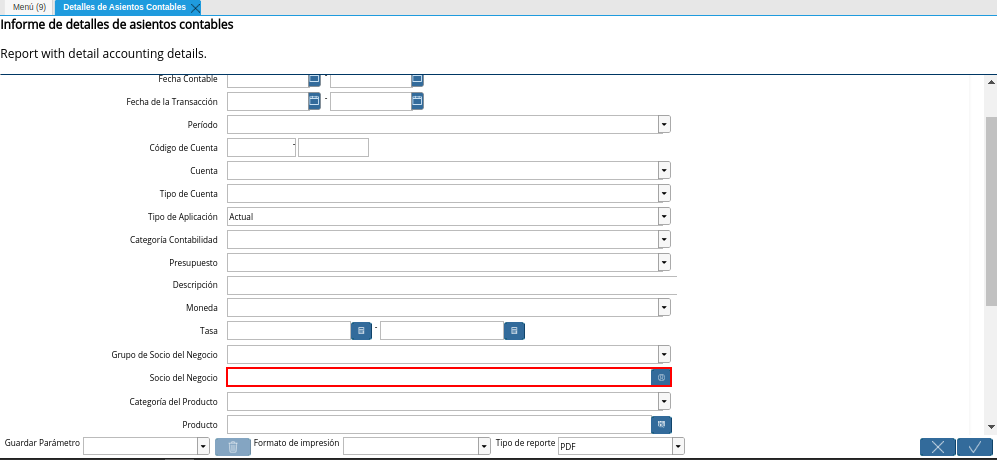 Menú (9) Detalles de Asientos Contables
Informe de detalles de asientos contables
Report with detail accounting details.
Fecha Contable -
Fecha de la Transacción -
Período
Código de Cuenta -
Cuenta
Tipo de Cuenta
Tipo de Aplicación Actual
Categoría Contabilidad
Presupuesto
Descripción
Moneda
Tasa -
Grupo de Socio del Negocio
Socio del Negocio
Categoría del Producto
Producto
Guardar Parámetro Formato de impresión Tipo de reporte PDF